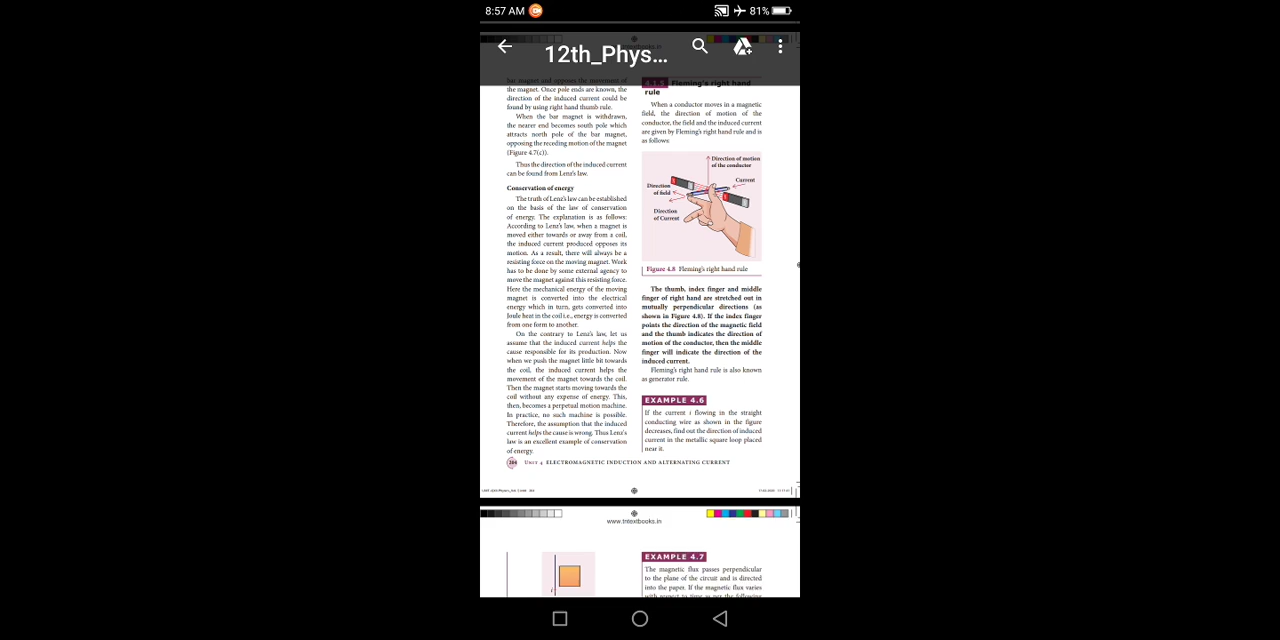 8:57 AM
81%
12th_Phys...
bar magnet and opposes the movement of
the magnet. Once pole ends are known, the
direction of the induced current could be
found by using right hand thumb rule.
When the bar magnet is withdrawn,
the nearer end becomes south pole which
attracts north pole of the bar magnet,
opposing the receding motion of the magnet
(Figure 4.7(c)).
Thus the direction of the induced current
can be found from Lenz's law.
Conservation of energy
The truth of Lenz's law can be established
on the basis of the law of conservation
of energy. The explanation is as follows:
According to Lenz's law, when a magnet is
moved either towards or away from a coil,
the induced current produced opposes its
motion. As a result, there will always be a
resisting force on the moving magnet. Work
has to be done by some external agency to
move the magnet against this resisting force.
Here the mechanical energy of the moving
magnet is converted into the electrical
energy which in turn, gets converted into
Joule heat in the coil i.e., energy is converted
from one form to another.
On the contrary to Lenz's law, let us
assume that the induced current helps the
cause responsible for its production. Now
when we push the magnet little bit towards
the coil, the induced current helps the
movement of the magnet towards the coil.
Then the magnet starts moving towards the
coil without any expense of energy. This,
then, becomes a perpetual motion machine.
In practice, no such machine is possible.
Therefore, the assumption that the induced
current helps the cause is wrong. Thus Lenz's
law is an excellent example of conservation
of energy.
Fleming's right hand
rule
When a conductor moves in a magnetic
field, the direction of motion of the
conductor, the field and the induced current
are given by Fleming's right hand rule and is
as follows:
Direction of motion
of the conductor
Current
Direction
of field
Direction
of Current
Figure 4.8 Fleming's right hand rule
The thumb, index finger and middle
finger of right hand are stretched out in
mutually perpendicular directions (as
shown in Figure 4.8). If the index finger
points the direction of the magnetic field
and the thumb indicates the direction of
motion of the conductor, then the middle
finger will indicate the direction of the
induced current.
Fleming's right hand rule is also known
as generator rule.
EXAMPLE 4.6
If the current i flowing in the straight
conducting wire as shown in the figure
decreases, find out the direction of induced
current in the metallic square loop placed
near it.
UNIT 4 ELECTROMAGNETIC INDUCTION AND ALTERNATING CURRENT
www.tntextbooks.in
i
EXAMPLE 4.7
The magnetic flux passes perpendicular
to the plane of the circuit and is directed
into the paper. If the magnetic flux varies
with respect to time as per the following